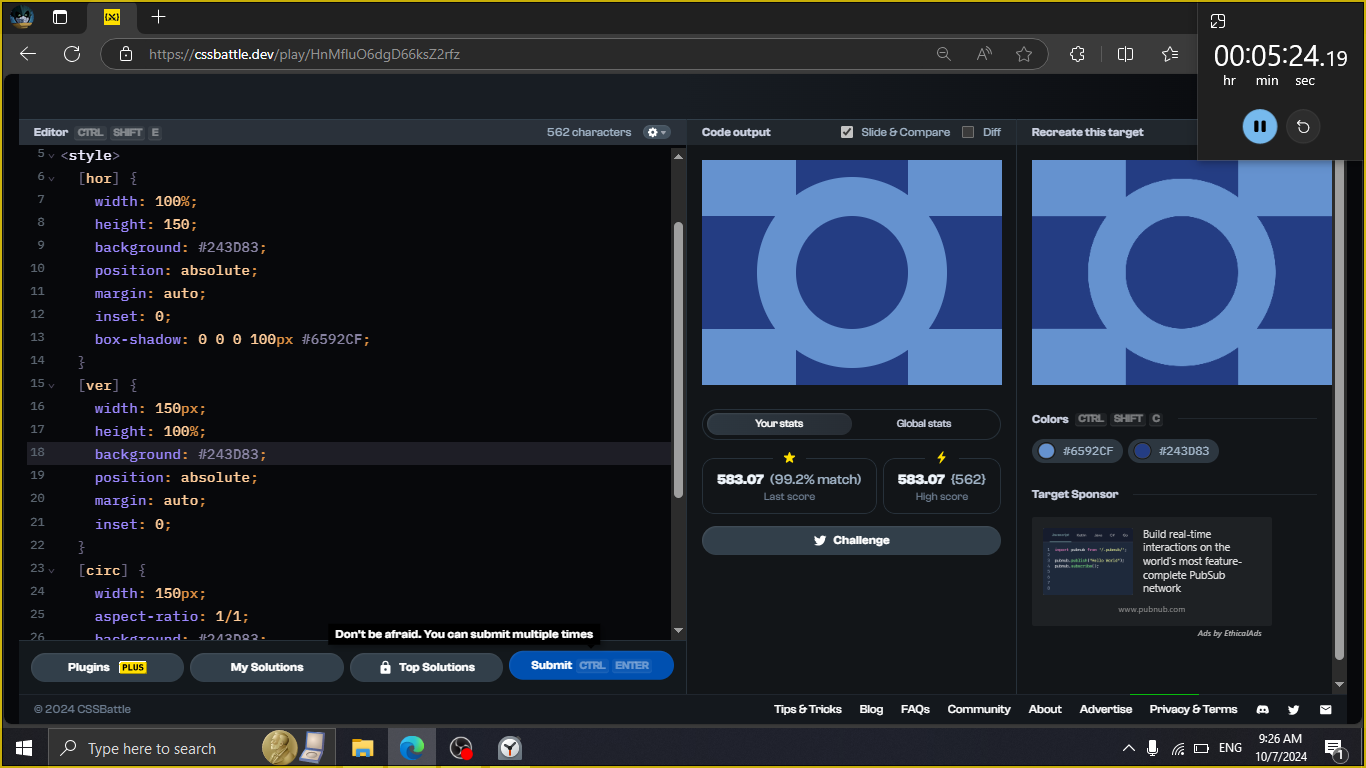 https://cssbattle.dev/play/HnMfIuO6dgD66ksZ2rfz
00:05:24.19
hr min sec
Editor CTRL SHIFT E
562 characters
Code output
Slide & Compare
Diff
Recreate this target
5 <style>
6 [hor] {
7 width: 100%;
8 height: 150;
9 background: #243D83;
10 position: absolute;
11 margin: auto;
12 inset: 0;
13 box-shadow: 0 0 0 100px #6592CF;
14 }
15 [ver] {
16 width: 150px;
17 height: 100%;
18 background: #243D83;
19 position: absolute;
20 margin: auto;
21 inset: 0;
22 }
23 [circ] {
24 width: 150px;
25 aspect-ratio: 1/1;
26 background: #243D83;
Don't be afraid. You can submit multiple times
Plugins PLUS
My Solutions
Top Solutions
Submit CTRL ENTER
Your stats
Global stats
583.07 (99.2% match)
Last score
583.07 {562}
High score
Challenge
Colors CTRL SHIFT C
#6592CF
#243D83
Target Sponsor
Build real-time
interactions on the
world's most feature-
complete PubSub
network
www.pubnub.com
Ads by EthicalAds
© 2024 CSSBattle
Tips & Tricks Blog FAQs Community About Advertise Privacy & Terms
Type here to search
ENG
9:26 AM
10/7/2024
1